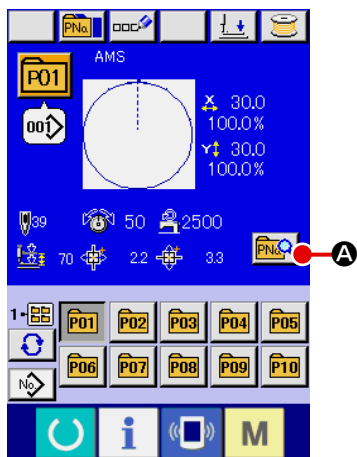 PNo.
AMS
P01
001
X 30.0
100.0%
Y 30.0
100.0%
39 50 2500
70 2.2 3.3
PNo.
A
1-
P01 P02 P03 P04 P05
P06 P07 P08 P09 P10
No.
i M